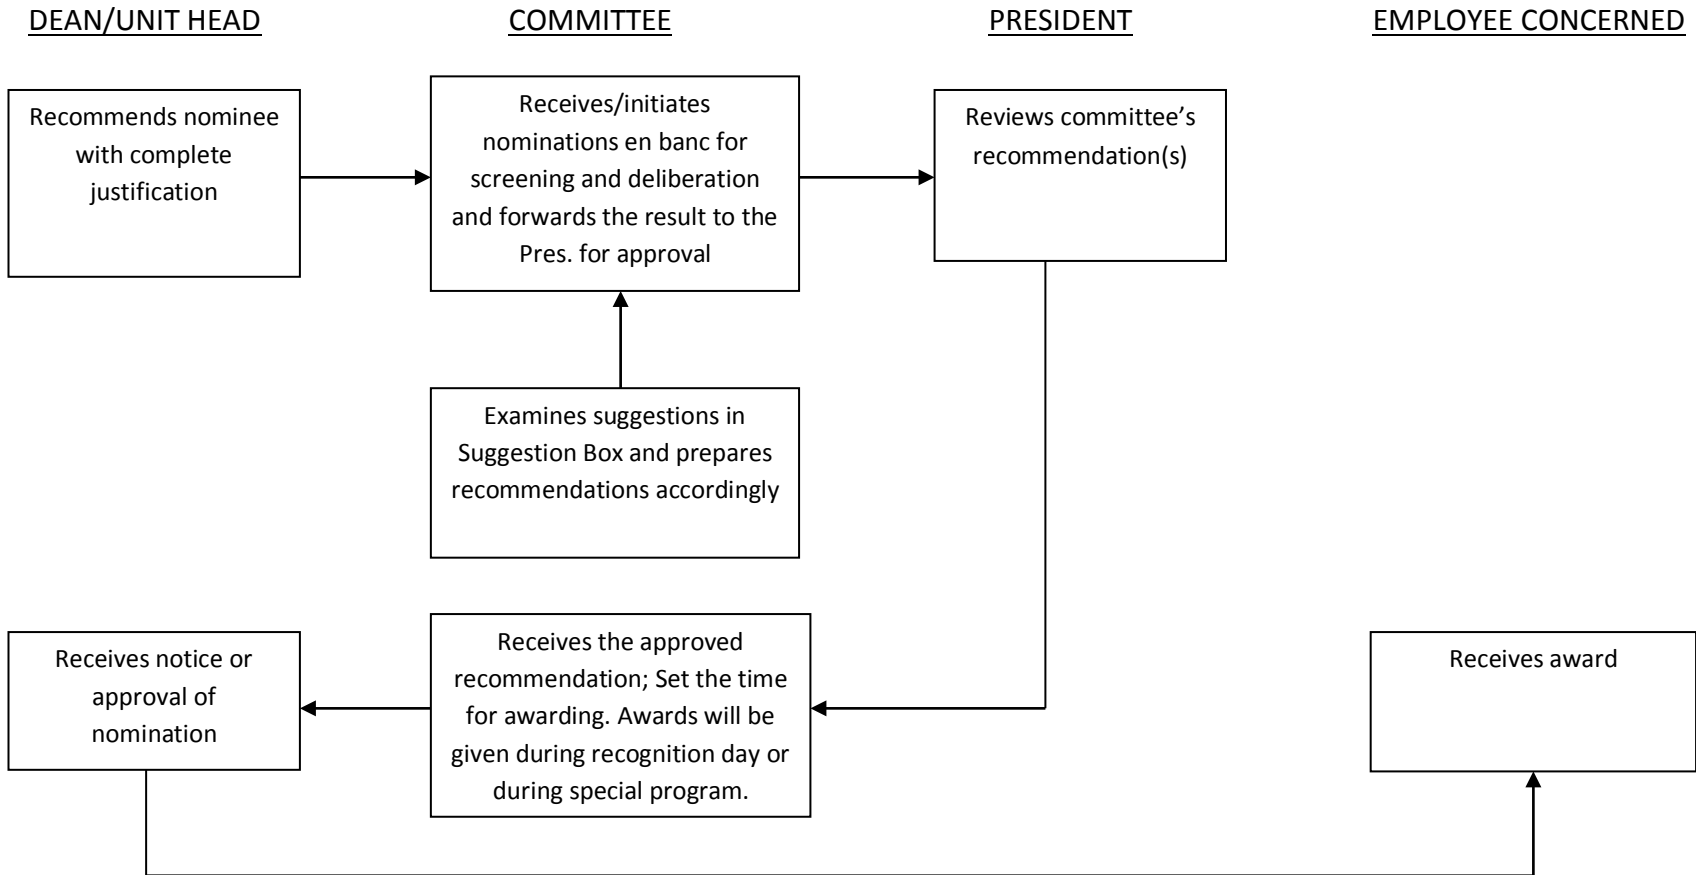 DEAN/UNIT HEAD
COMMITTEE
PRESIDENT
EMPLOYEE CONCERNED
Recommends nominee
with complete
justification
Receives/initiates
nominations en banc for
screening and deliberation
and forwards the result to the
Pres. for approval
Reviews committee’s
recommendation(s)
Examines suggestions in
Suggestion Box and prepares
recommendations accordingly
Receives notice or
approval of
nomination
Receives the approved
recommendation; Set the time
for awarding. Awards will be
given during recognition day or
during special program.
Receives award